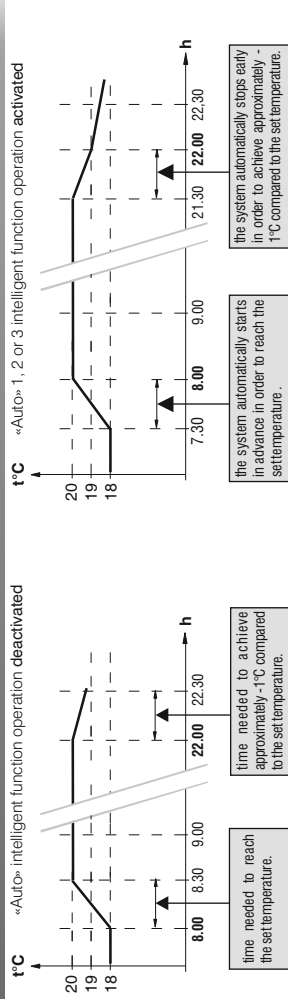 «Auto» intelligent function operation deactivated
t°C
20
19
18
8.00
8.30
9.00
22.00
22.30
h
time needed to reach
the set temperature.
time needed to achieve
approximately -1°C compared
to the set temperature.
«Auto» 1, 2 or 3 intelligent function operation activated
t°C
20
19
18
7.30
8.00
9.00
21.30
22.00
22,30
h
the system automatically starts
in advance in order to reach the
settemperature .
the system automatically stops early
in order to achieve approximately -
1°C compared to the set temperature.